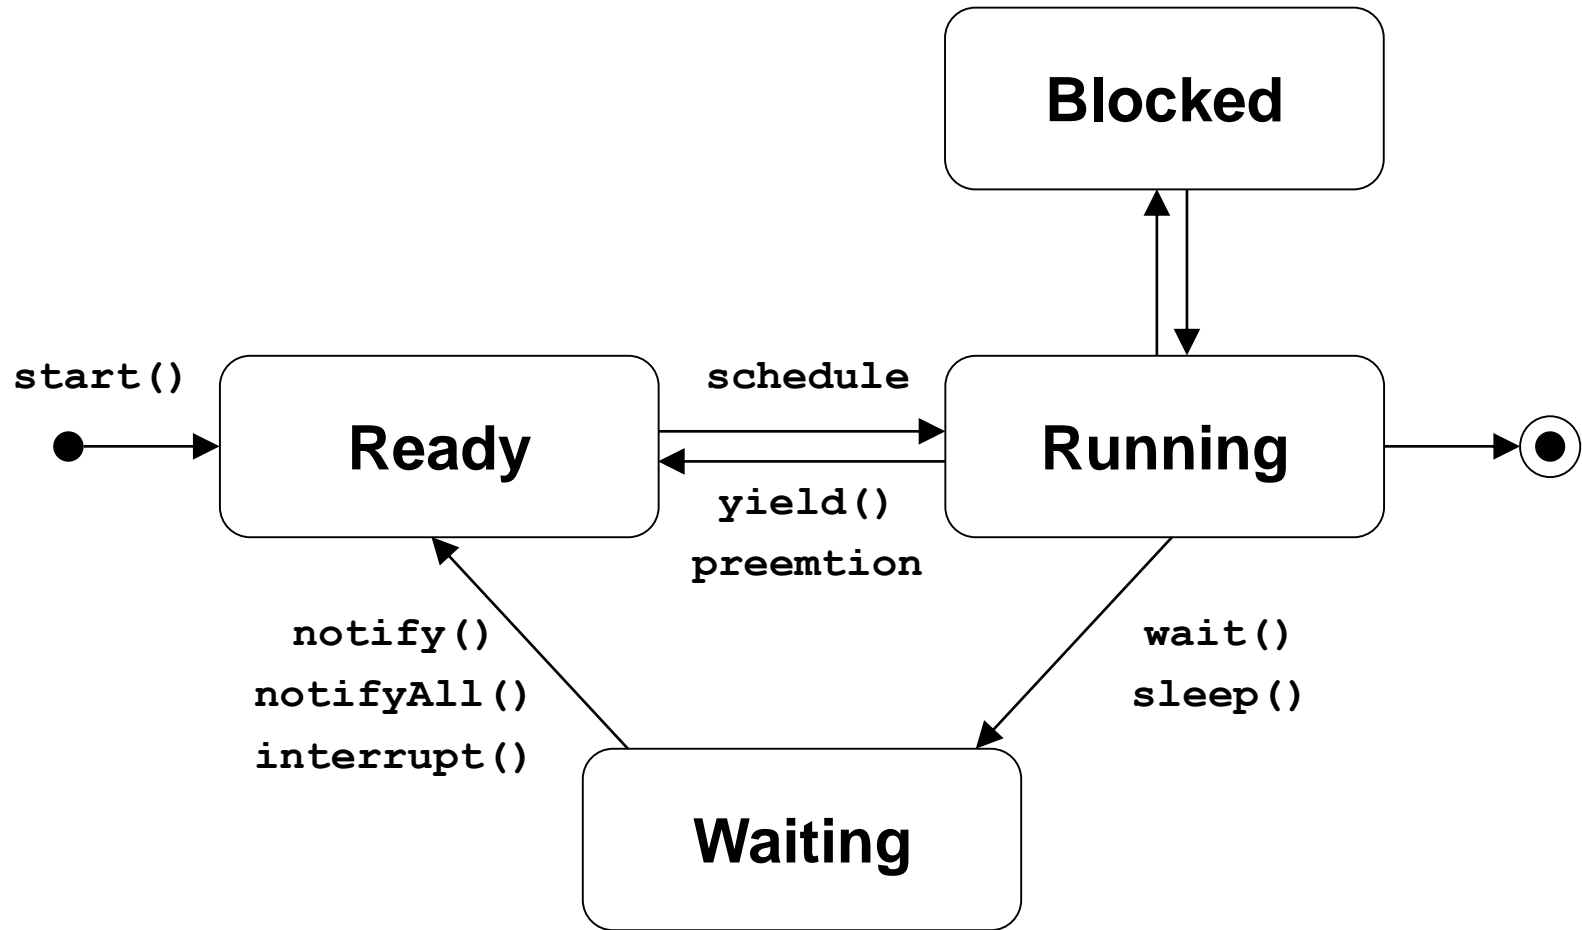 Blocked
start()
schedule
Ready
Running
yield()
preemtion
notify()
notifyAll()
interrupt()
wait()
sleep()
Waiting